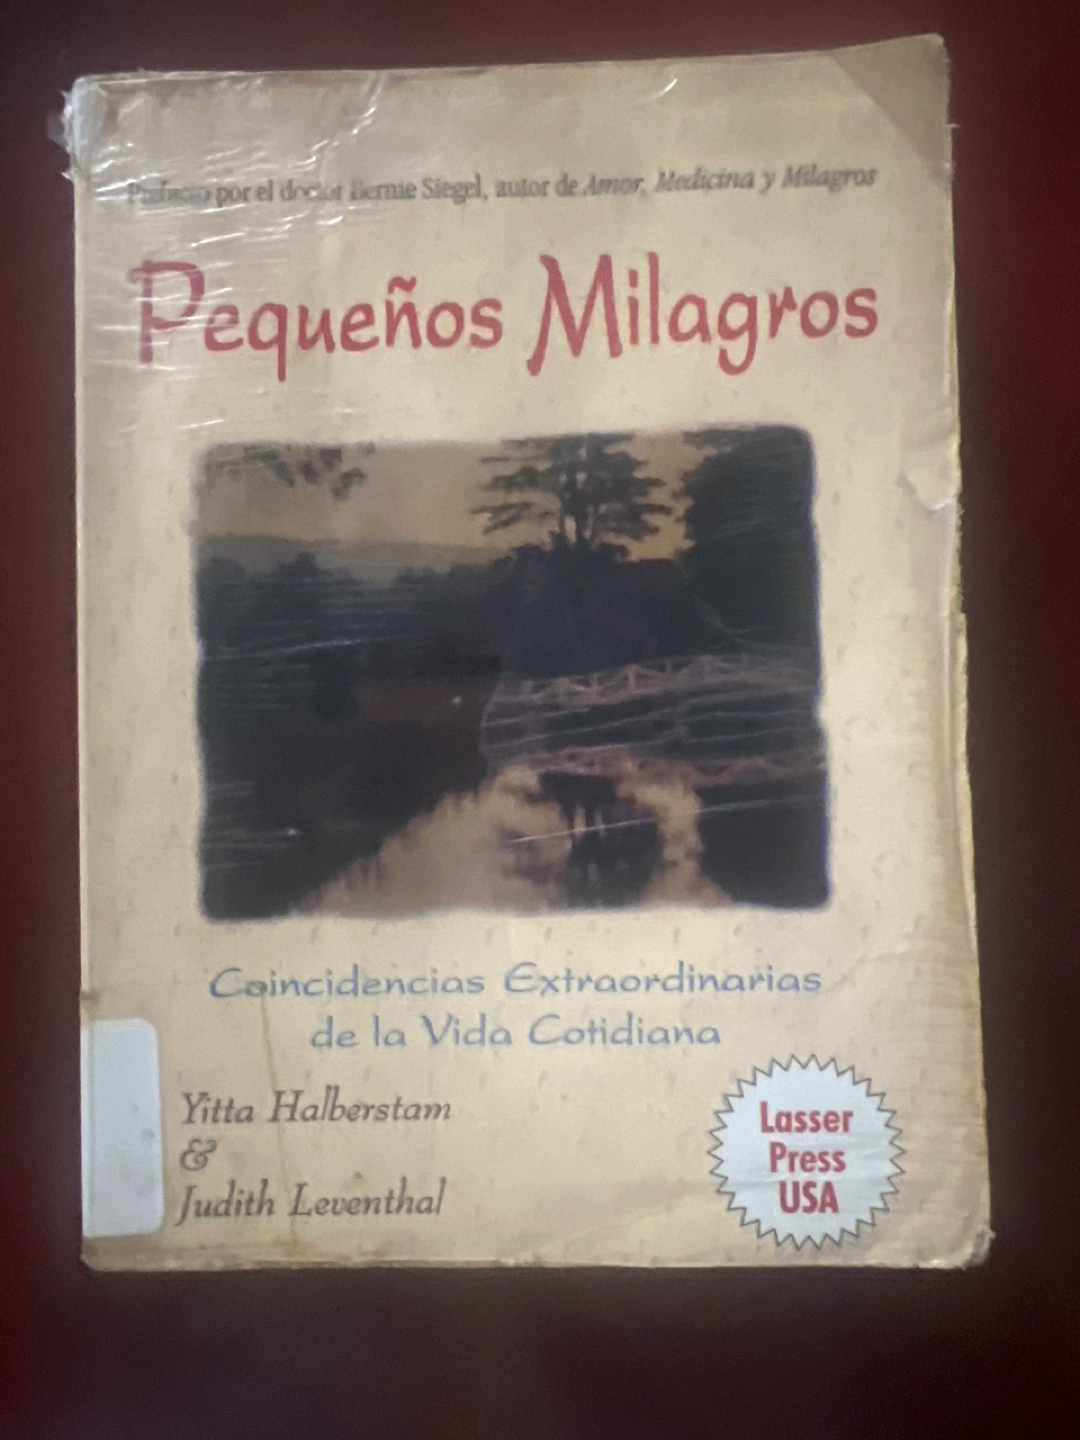 Prefacio por el doctor Bernie Siegel, autor de Amor, Medicina y Milagros
Pequeños Milagros
Coincidencias Extraordinarias
de la Vida Cotidiana
Yitta Halberstam
&
Judith Leventhal
Lasser
Press
USA